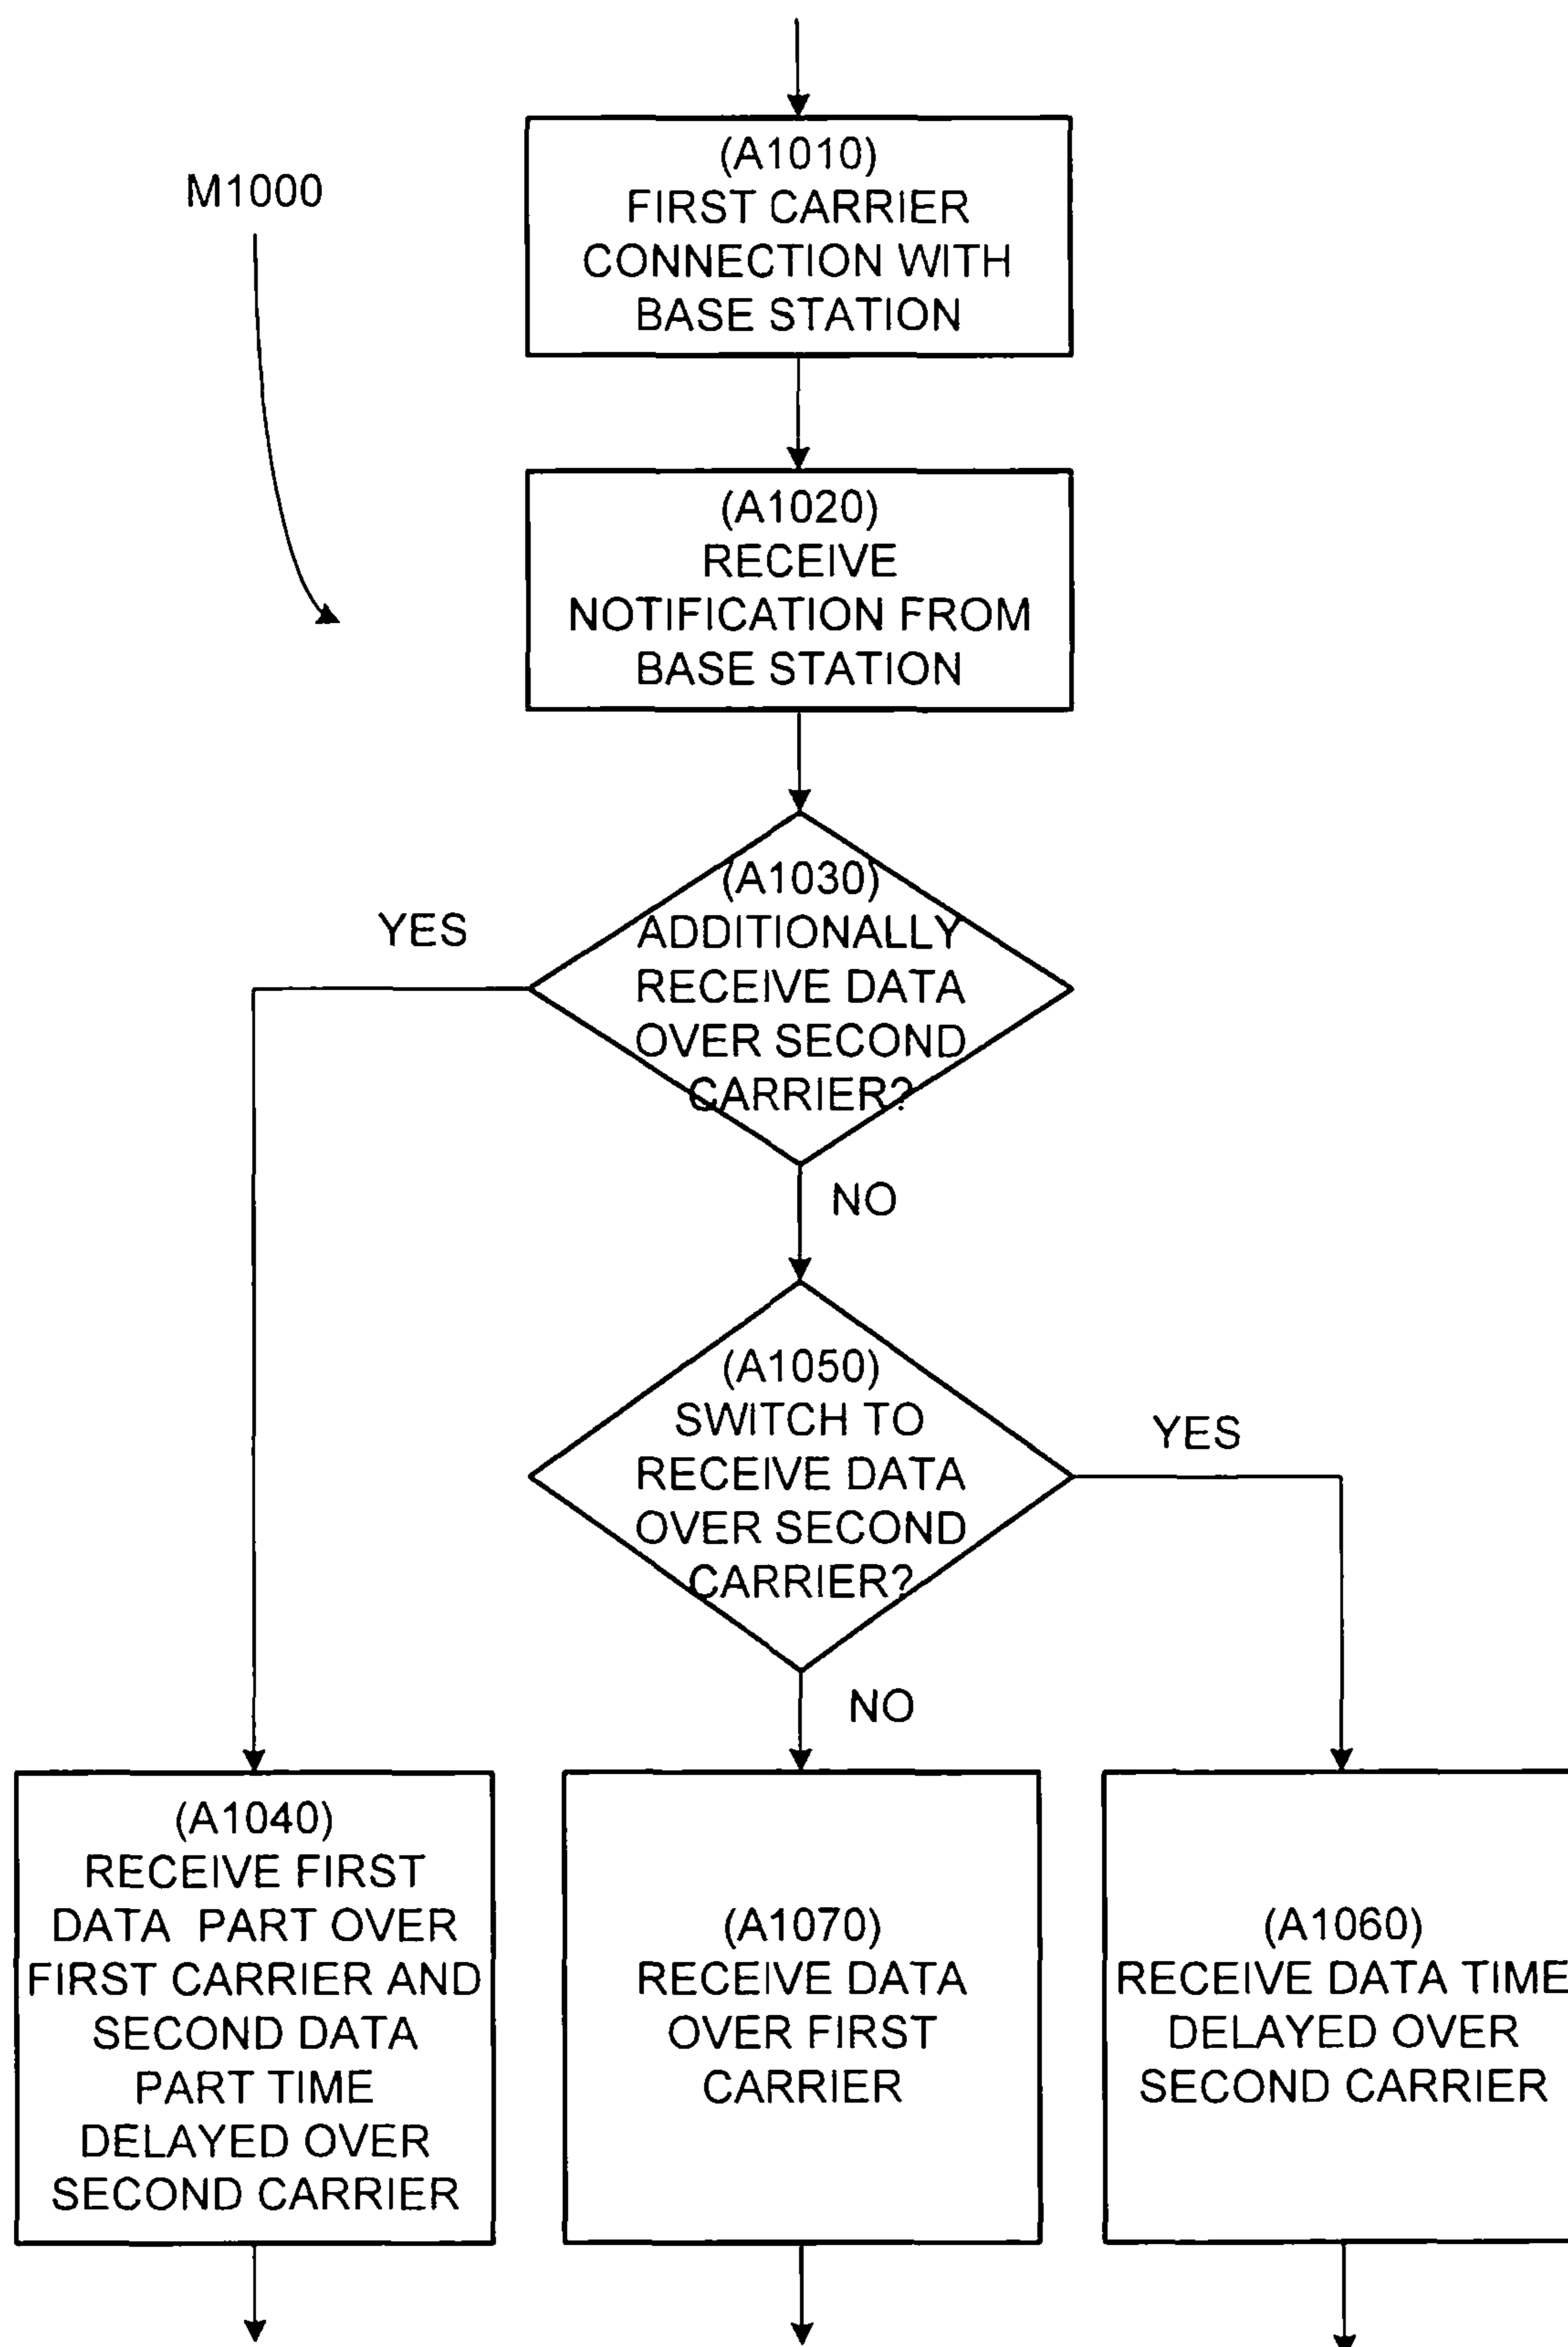 (A1010)
FIRST CARRIER
CONNECTION WITH
BASE STATION
M1000
(A1020)
RECEIVE
NOTIFICATION FROM
BASE STATION
(A1030)
ADDITIONALLY
RECEIVE DATA
OVER SECOND
CARRIER?
YES
NO
(A1050)
SWITCH TO
RECEIVE DATA
OVER SECOND
CARRIER?
YES
NO
(A1040)
RECEIVE FIRST
DATA PART OVER
FIRST CARRIER AND
SECOND DATA
PART TIME
DELAYED OVER
SECOND CARRIER
(A1070)
RECEIVE DATA
OVER FIRST
CARRIER
(A1060)
RECEIVE DATA TIME
DELAYED OVER
SECOND CARRIER